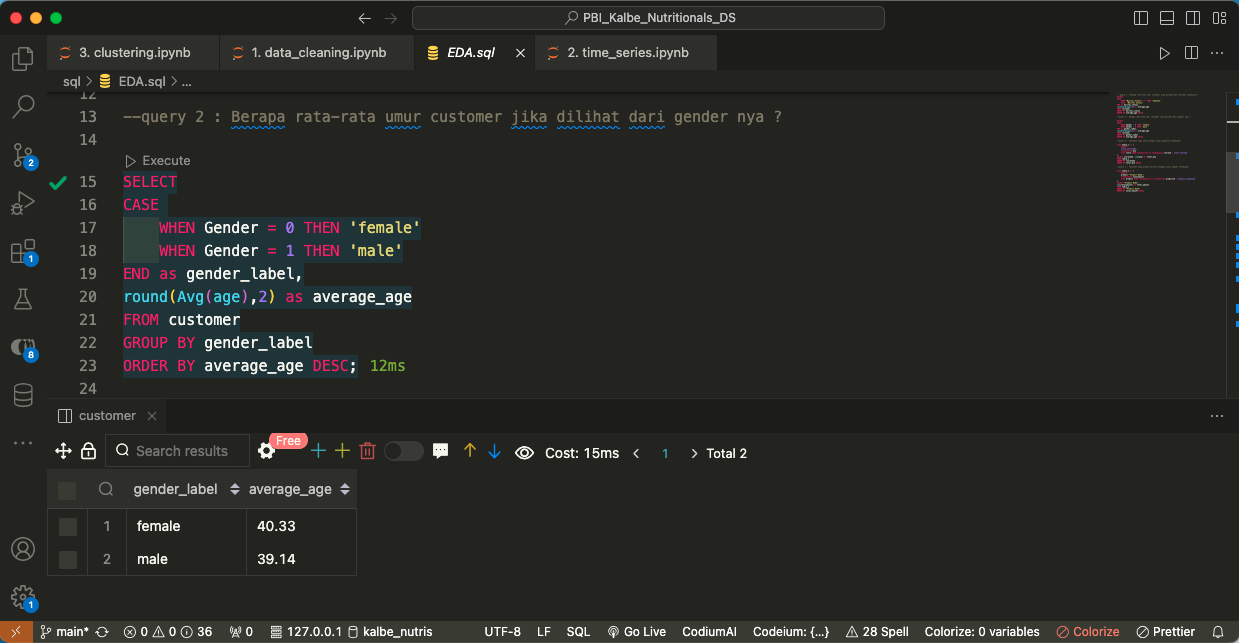 PBI_Kalbe_Nutritionals_DS
3. clustering.ipynb
1. data_cleaning.ipynb
EDA.sql
2. time_series.ipynb
sql > EDA.sql > ...
12
13 --query 2 : Berapa rata-rata umur customer jika dilihat dari gender nya ?
14
Execute
15 SELECT
16 CASE
17 WHEN Gender = 0 THEN 'female'
18 WHEN Gender = 1 THEN 'male'
19 END as gender_label,
20 round(Avg(age),2) as average_age
21 FROM customer
22 GROUP BY gender_label
23 ORDER BY average_age DESC; 12ms
24
2
1
8
1
customer
Search results
Free
Cost: 15ms < 1 > Total 2
gender_label average_age
1 female 40.33
2 male 39.14
main* 0 0 36 0 127.0.0.1 kalbe_nutris UTF-8 LF SQL Go Live CodiumAI Codeium: {...} 28 Spell Colorize: 0 variables Colorize Prettier